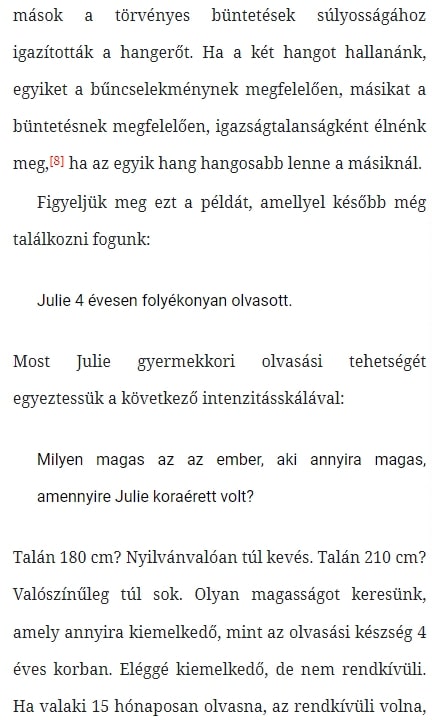 mások a törvényes büntetések súlyosságához
igazították a hangerőt. Ha a két hangot hallanánk,
egyiket a bűncselekménynek megfelelően, másikat a
büntetésnek megfelelően, igazságtalanságként élnénk
meg,[8] ha az egyik hang hangosabb lenne a másiknál.
Figyeljük meg ezt a példát, amellyel később még
találkozni fogunk:
Julie 4 évesen folyékonyan olvasott.
Most Julie gyermekkori olvasási tehetségét
egyeztessük a következő intenzitásskálával:
Milyen magas az az ember, aki annyira magas,
amennyire Julie koraérett volt?
Talán 180 cm? Nyilvánvalóan túl kevés. Talán 210 cm?
Valószínűleg túl sok. Olyan magasságot keresünk,
amely annyira kiemelkedő, mint az olvasási készség 4
éves korban. Eléggé kiemelkedő, de nem rendkívüli.
Ha valaki 15 hónaposan olvasna, az rendkívüli volna,